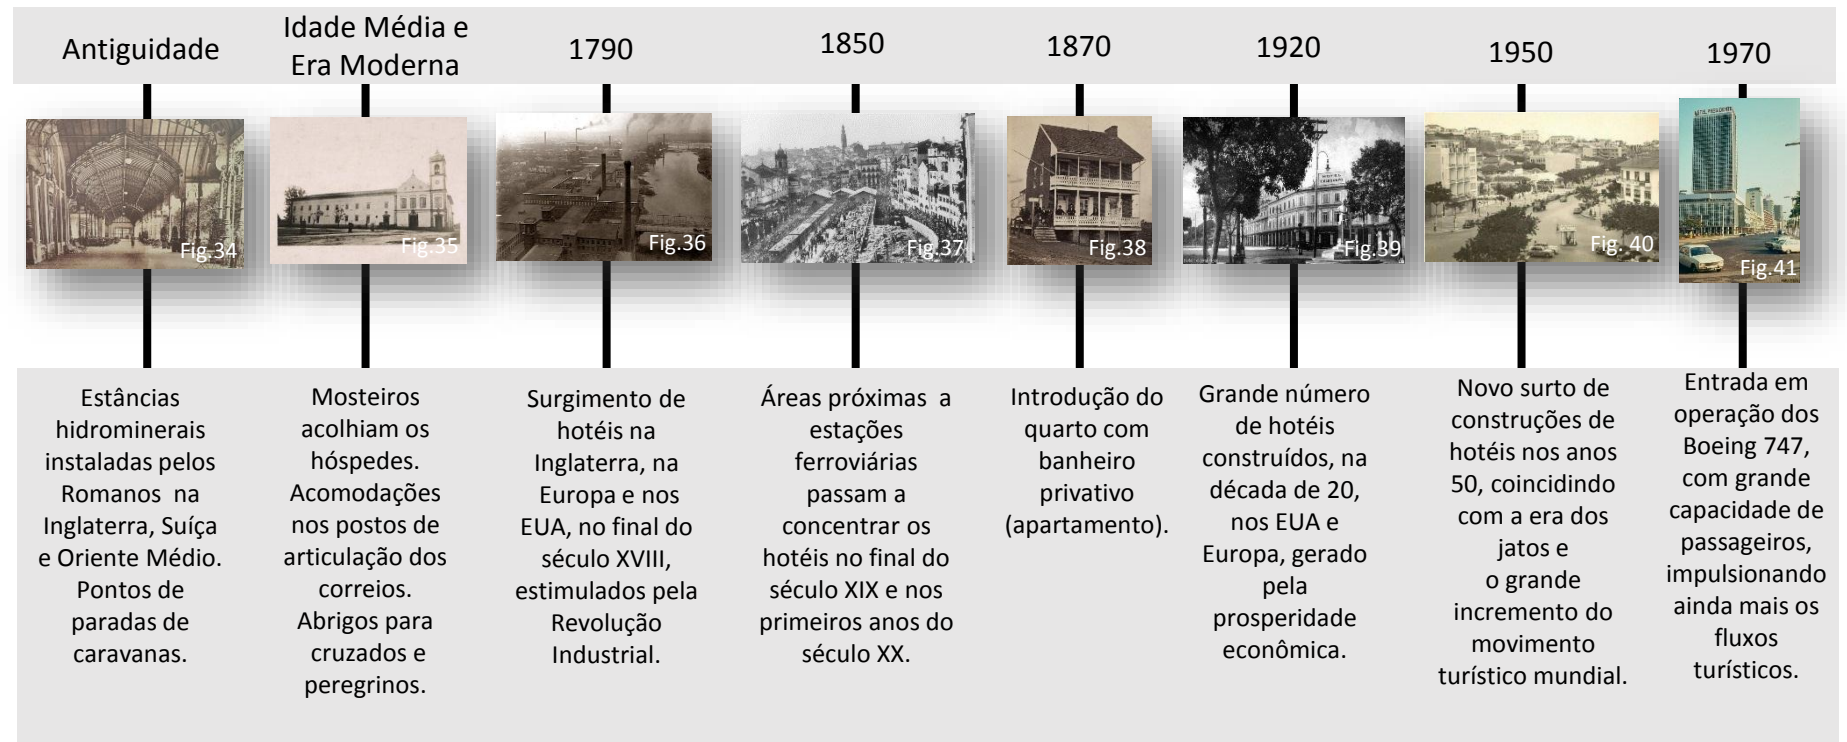 Antiguidade
Idade Média e
Era Moderna
1790
1850
1870
1920
1950
1970
Fig.34
Fig.35
Fig.36
Fig.37
Fig.38
Fig.39
Fig. 40
HOTEL PRESIDENTE
Fig.41
Estâncias
hidrominerais
instaladas pelos
Romanos na
Inglaterra, Suíça
e Oriente Médio.
Pontos de
paradas de
caravanas.
Mosteiros
acolhiam os
hóspedes.
Acomodações
nos postos de
articulação dos
correios.
Abrigos para
cruzados e
peregrinos.
Surgimento de
hotéis na
Inglaterra, na
Europa e nos
EUA, no final do
século XVIII,
estimulados pela
Revolução
Industrial.
Áreas próximas a
estações
ferroviárias
passam a
concentrar os
hotéis no final do
século XIX e nos
primeiros anos do
século XX.
Introdução do
quarto com
banheiro
privativo
(apartamento).
Grande número
de hotéis
construídos, na
década de 20,
nos EUA e
Europa, gerado
pela
prosperidade
econômica.
Novo surto de
construções de
hotéis nos anos
50, coincidindo
com a era dos
jatos e
o grande
incremento do
movimento
turístico mundial.
Entrada em
operação dos
Boeing 747,
com grande
capacidade de
passageiros,
impulsionando
ainda mais os
fluxos
turísticos.